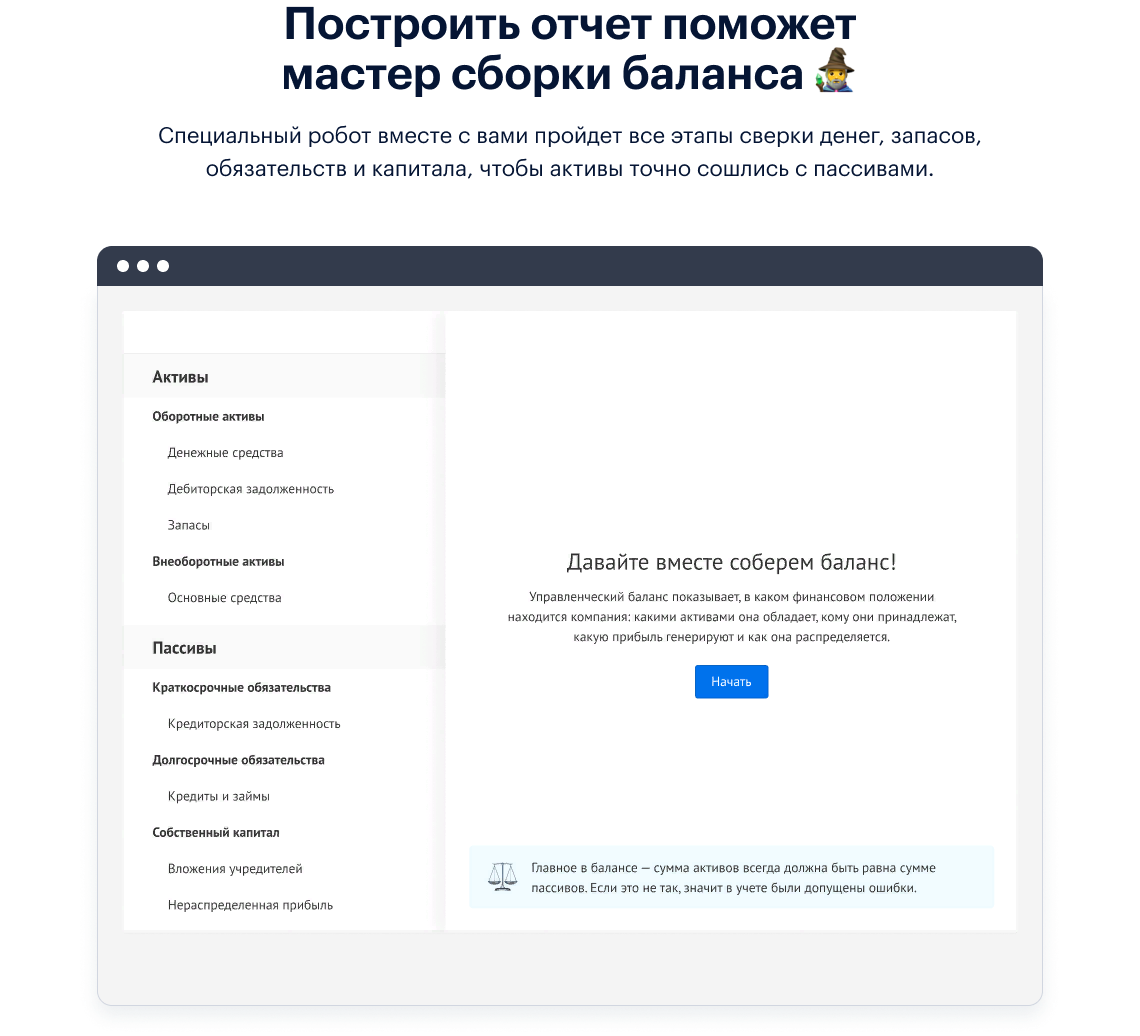 Построить отчет поможет
мастер сборки баланса
Специальный робот вместе с вами пройдет все этапы сверки денег, запасов,
обязательств и капитала, чтобы активы точно сошлись с пассивами.
Активы
Оборотные активы
Денежные средства
Дебиторская задолженность
Запасы
Внеоборотные активы
Основные средства
Пассивы
Краткосрочные обязательства
Кредиторская задолженность
Долгосрочные обязательства
Кредиты и займы
Собственный капитал
Вложения учредителей
Нераспределенная прибыль
Давайте вместе соберем баланс!
Управленческий баланс показывает, в каком финансовом положении
находится компания: какими активами она обладает, кому они принадлежат,
какую прибыль генерируют и как она распределяется.
Начать
Главное в балансе — сумма активов всегда должна быть равна сумме
пассивов. Если это не так, значит в учете были допущены ошибки.